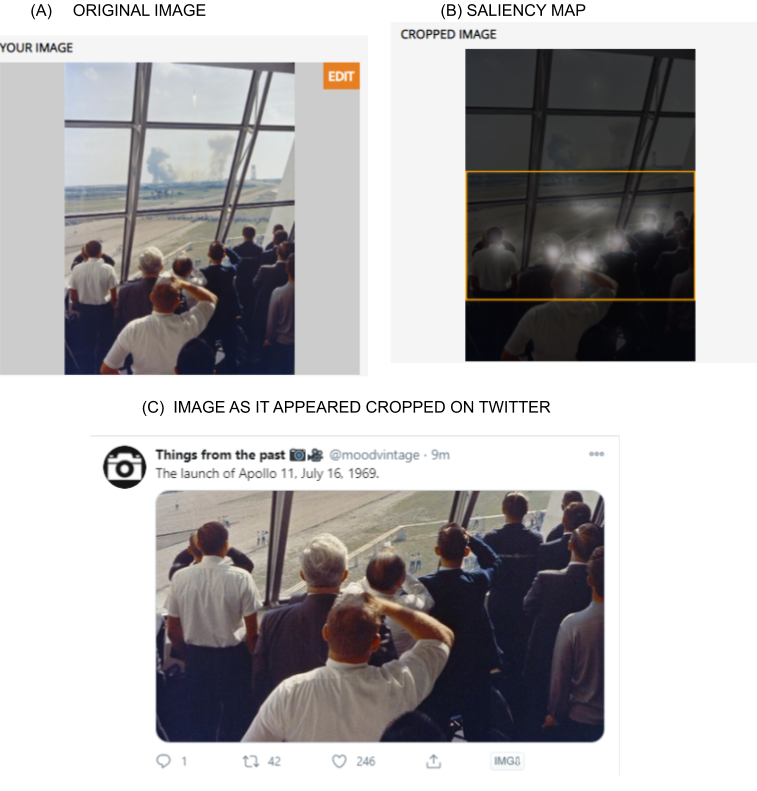 (A) ORIGINAL IMAGE
(B) SALIENCY MAP
YOUR IMAGE
CROPPED IMAGE
EDIT
(C) IMAGE AS IT APPEARED CROPPED ON TWITTER
Things from the past 📷🎥 @moodvintage · 9m
The launch of Apollo 11, July 16, 1969.
1 42 246 IMG⇩